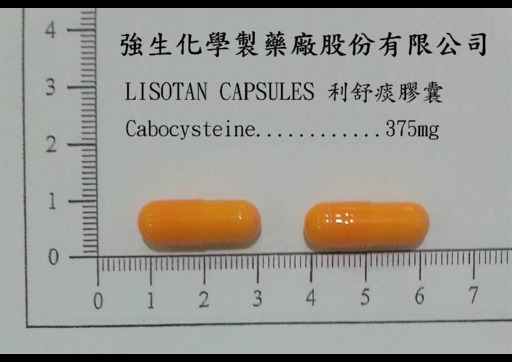 強生化學製藥廠股份有限公司
LISOTAN CAPSULES 利舒痰膠囊
Cabocysteine............375mg
4
3
2
1
0
0 1 2 3 4 5 6 7